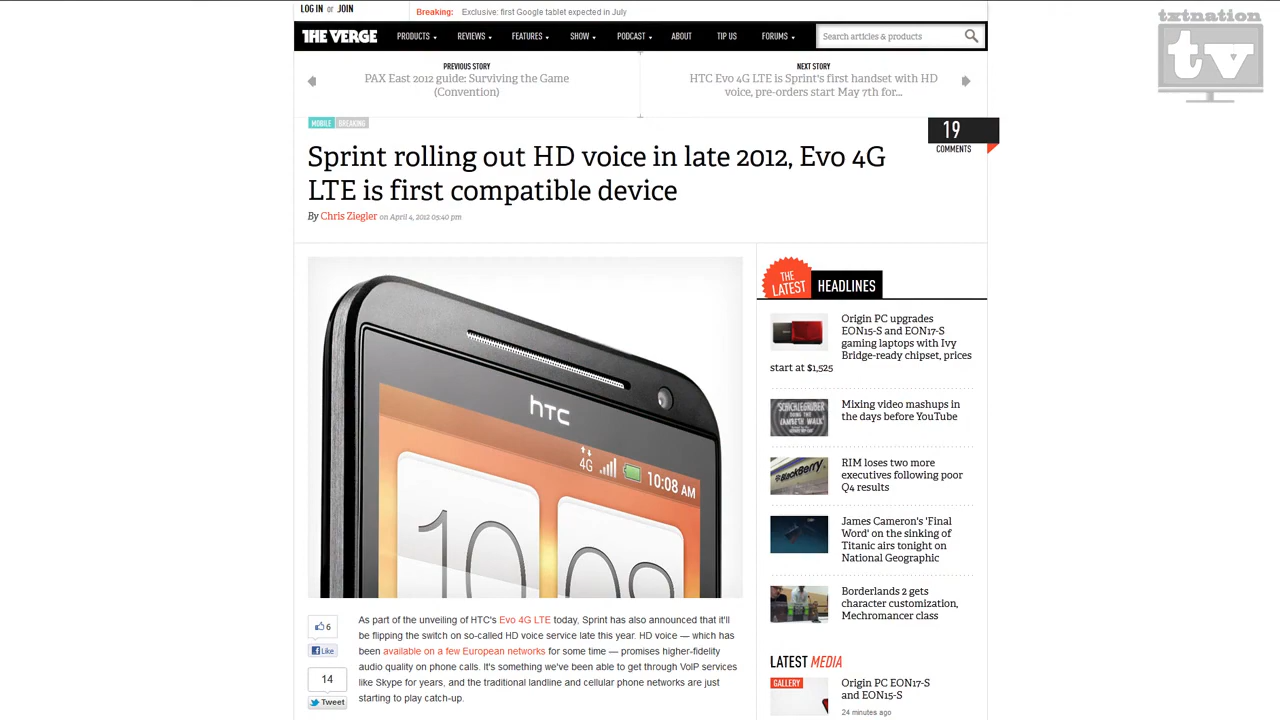 LOG IN or JOIN
Breaking: Exclusive: first Google tablet expected in July
txtnation
tv
THE VERGE
PRODUCTS REVIEWS FEATURES SHOW PODCAST ABOUT TIP US FORUMS
Search articles & products
PREVIOUS STORY
PAX East 2012 guide: Surviving the Game
(Convention)
NEXT STORY
HTC Evo 4G LTE is Sprint's first handset with HD
voice, pre-orders start May 7th for...
MOBILE BREAKING
19
COMMENTS
Sprint rolling out HD voice in late 2012, Evo 4G
LTE is first compatible device
By Chris Ziegler on April 4, 2012 05:40 pm
hTC
4G 10:08 AM
10 08
6
Like
14
Tweet
As part of the unveiling of HTC's Evo 4G LTE today, Sprint has also announced that it'll
be flipping the switch on so-called HD voice service late this year. HD voice — which has
been available on a few European networks for some time — promises higher-fidelity
audio quality on phone calls. It's something we've been able to get through VoIP services
like Skype for years, and the traditional landline and cellular phone networks are just
starting to play catch-up.
THE LATEST HEADLINES
Origin PC upgrades
EON15-S and EON17-S
gaming laptops with Ivy
Bridge-ready chipset, prices
start at $1,525
SCHICKLEGRUBER
DOING THE
LAMBETH WALK
Mixing video mashups in
the days before YouTube
BlackBerry
RIM loses two more
executives following poor
Q4 results
James Cameron's 'Final
Word' on the sinking of
Titanic airs tonight on
National Geographic
Borderlands 2 gets
character customization,
Mechromancer class
LATEST MEDIA
GALLERY
Origin PC EON17-S
and EON15-S
24 minutes ago